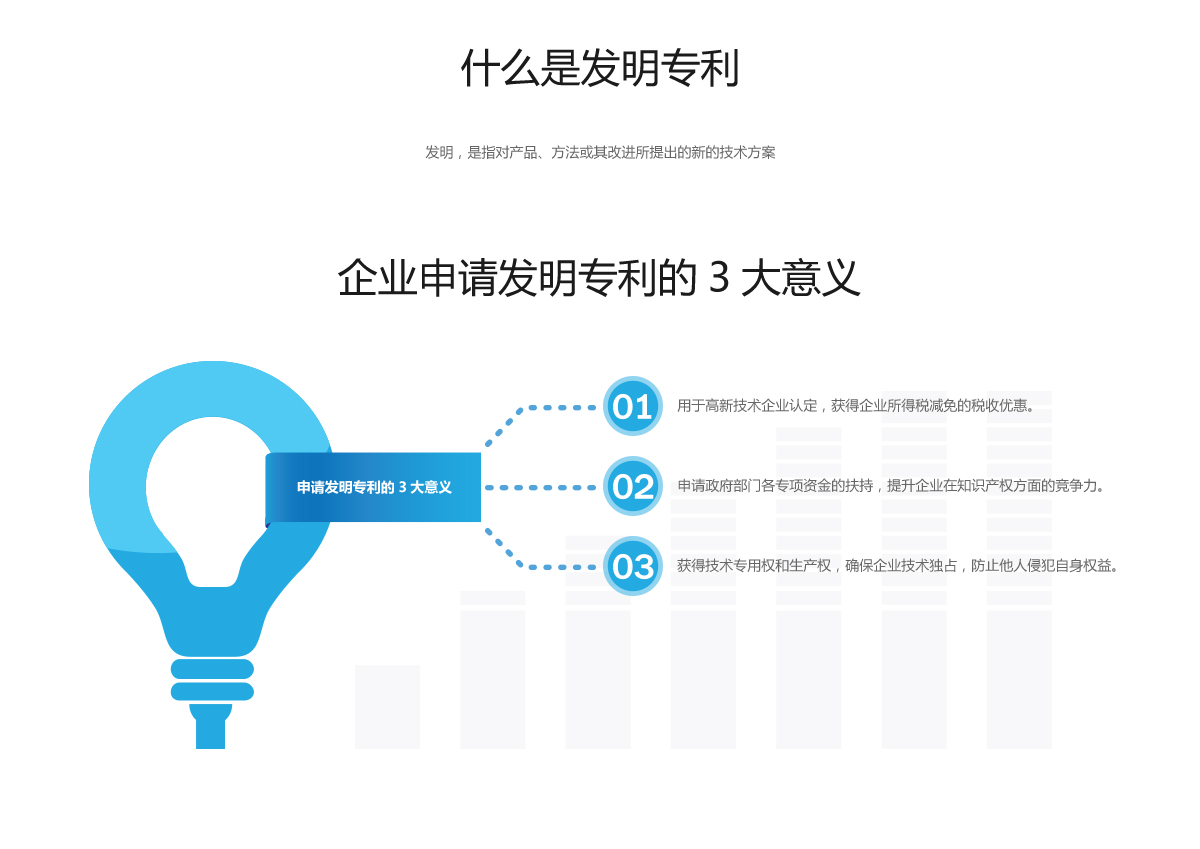 什么是发明专利
发明，是指对产品、方法或其改进所提出的新的技术方案
企业申请发明专利的 3 大意义
01 用于高新技术企业认定，获得企业所得税减免的税收优惠。
申请发明专利的 3 大意义
02 申请政府部门各专项资金的扶持，提升企业在知识产权方面的竞争力。
03 获得技术专用权和生产权，确保企业技术独占，防止他人侵犯自身权益。